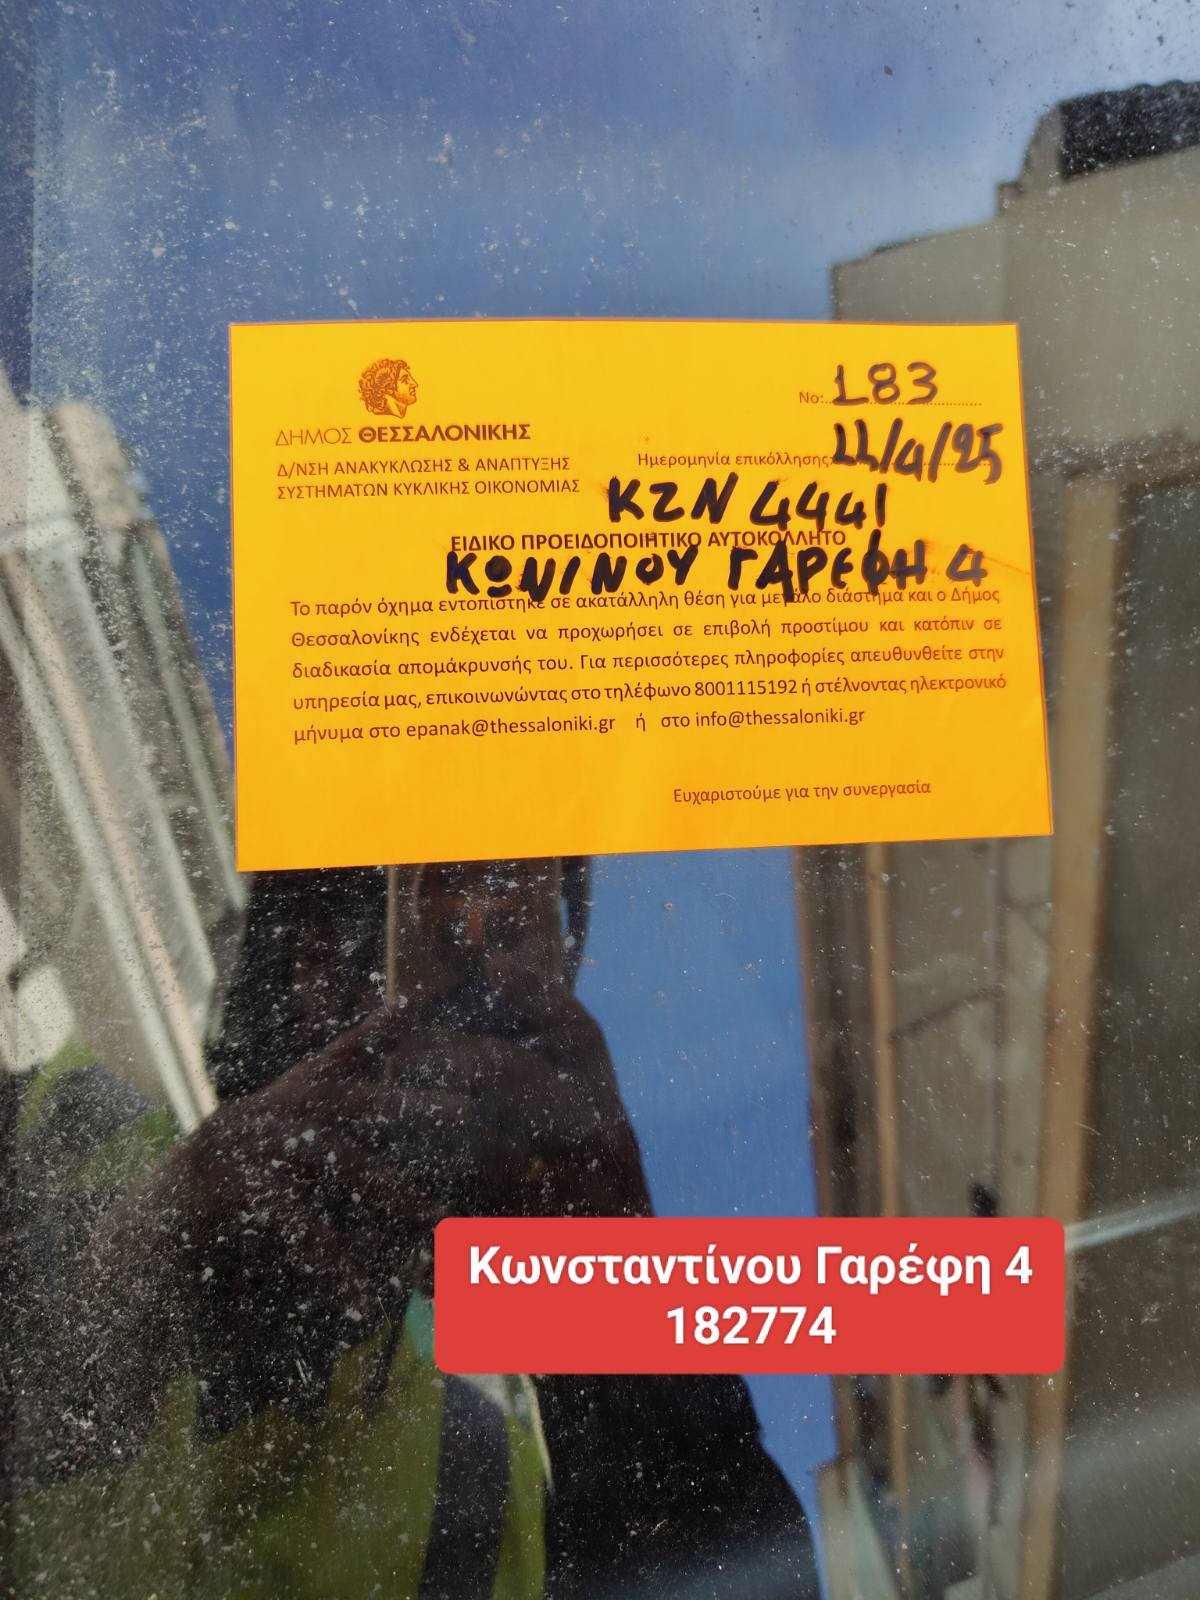 No: 183
ΔΗΜΟΣ ΘΕΣΣΑΛΟΝΙΚΗΣ
Δ/ΝΣΗ ΑΝΑΚΥΚΛΩΣΗΣ & ΑΝΑΠΤΥΞΗΣ
ΣΥΣΤΗΜΑΤΩΝ ΚΥΚΛΙΚΗΣ ΟΙΚΟΝΟΜΙΑΣ
Ημερομηνία επικόλλησης: 11/4/25
ΚΖΝ 4441
ΕΙΔΙΚΟ ΠΡΟΕΙΔΟΠΟΙΗΤΙΚΟ ΑΥΤΟΚΟΛΛΗΤΟ
ΚΩΝ/ΝΟΥ ΓΑΡΕΦΗ 4
Το παρόν όχημα εντοπίστηκε σε ακατάλληλη θέση για μεγάλο διάστημα και ο Δήμος
Θεσσαλονίκης ενδέχεται να προχωρήσει σε επιβολή προστίμου και κατόπιν σε
διαδικασία απομάκρυνσής του. Για περισσότερες πληροφορίες απευθυνθείτε στην
υπηρεσία μας, επικοινωνώντας στο τηλέφωνο 8001115192 ή στέλνοντας ηλεκτρονικό
μήνυμα στο epanak@thessaloniki.gr ή στο info@thessaloniki.gr
Ευχαριστούμε για την συνεργασία
Κωνσταντίνου Γαρέφη 4
182774